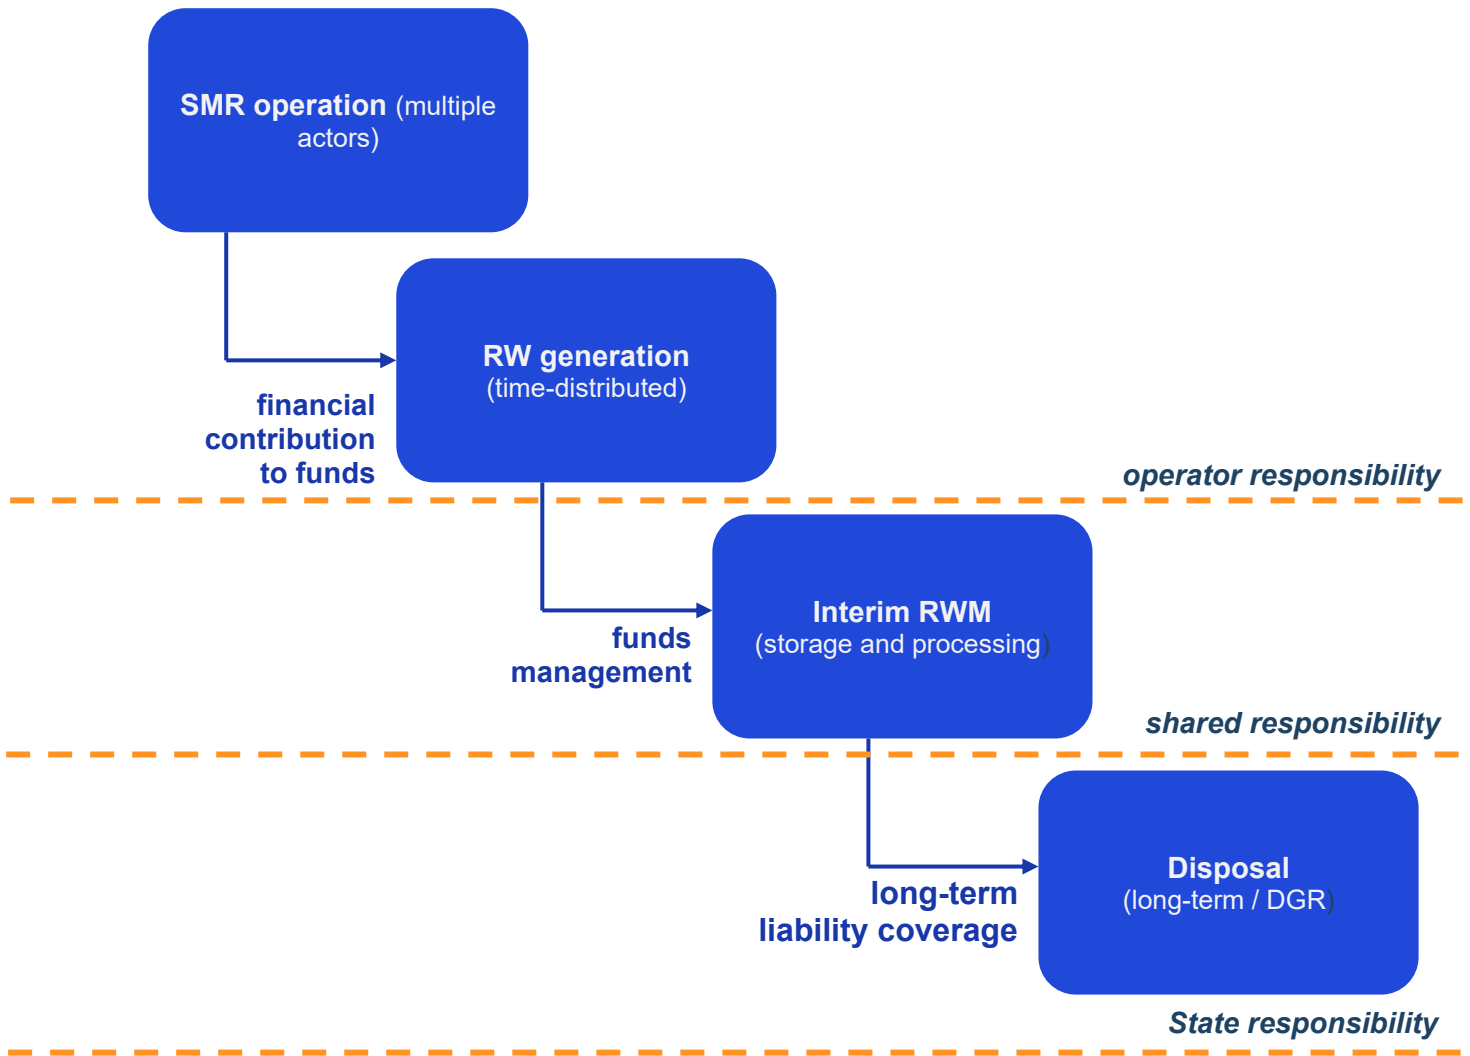 SMR operation (multiple
actors)
RW generation
(time-distributed)
financial
contribution
to funds
operator responsibility
Interim RWM
(storage and processing)
funds
management
shared responsibility
Disposal
(long-term / DGR)
long-term
liability coverage
State responsibility